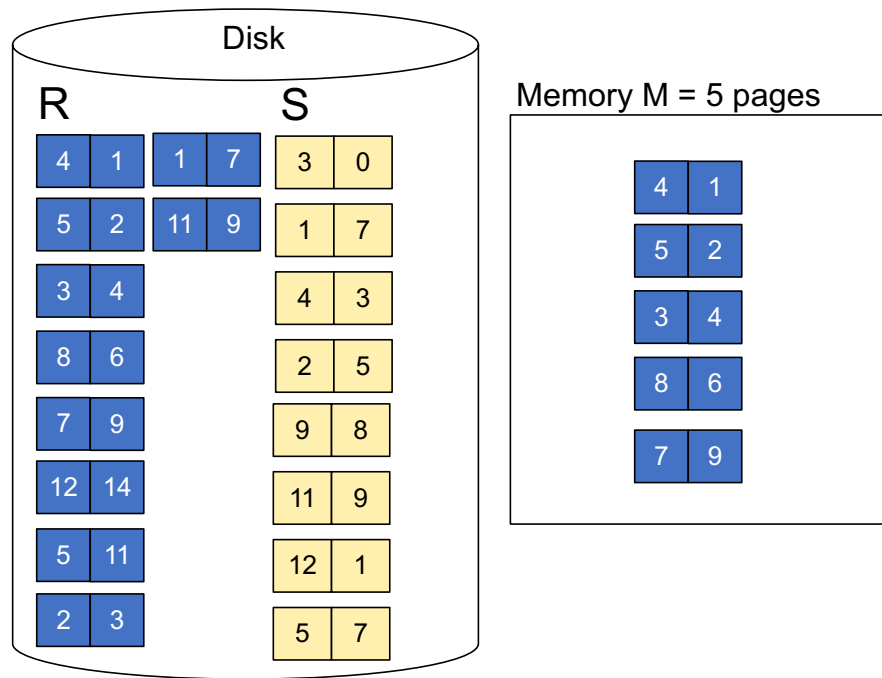 Disk
R S
Memory M = 5 pages
4 1 1 7 3 0
5 2 11 9 1 7
3 4 4 3
8 6 2 5
7 9 9 8
12 14 11 9
5 11 12 1
2 3 5 7
4 1
5 2
3 4
8 6
7 9